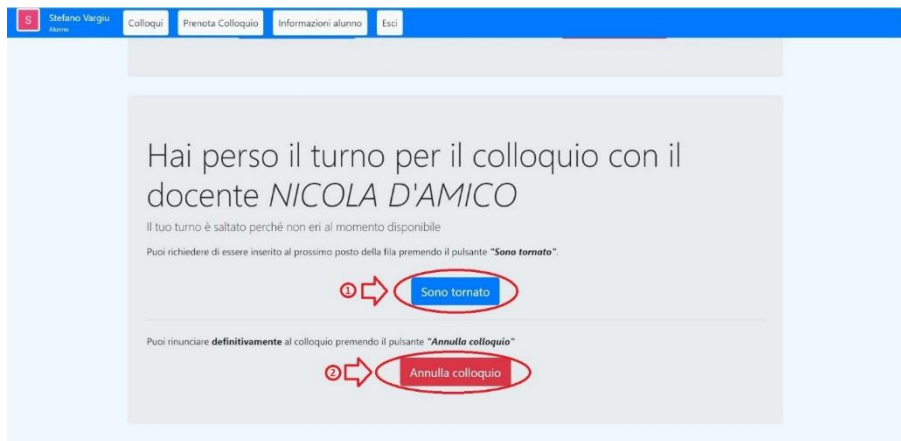 S
Stefano Vargiu
Alunno
Colloqui
Prenota Colloquio
Informazioni alunno
Esci
Hai perso il turno per il colloquio con il
docente NICOLA D'AMICO
Il tuo turno è saltato perché non eri al momento disponibile
Puoi richiedere di essere inserito al prossimo posto della fila premendo il pulsante "Sono tornato".
1
Sono tornato
Puoi rinunciare definitivamente al colloquio premendo il pulsante "Annulla colloquio"
2
Annulla colloquio